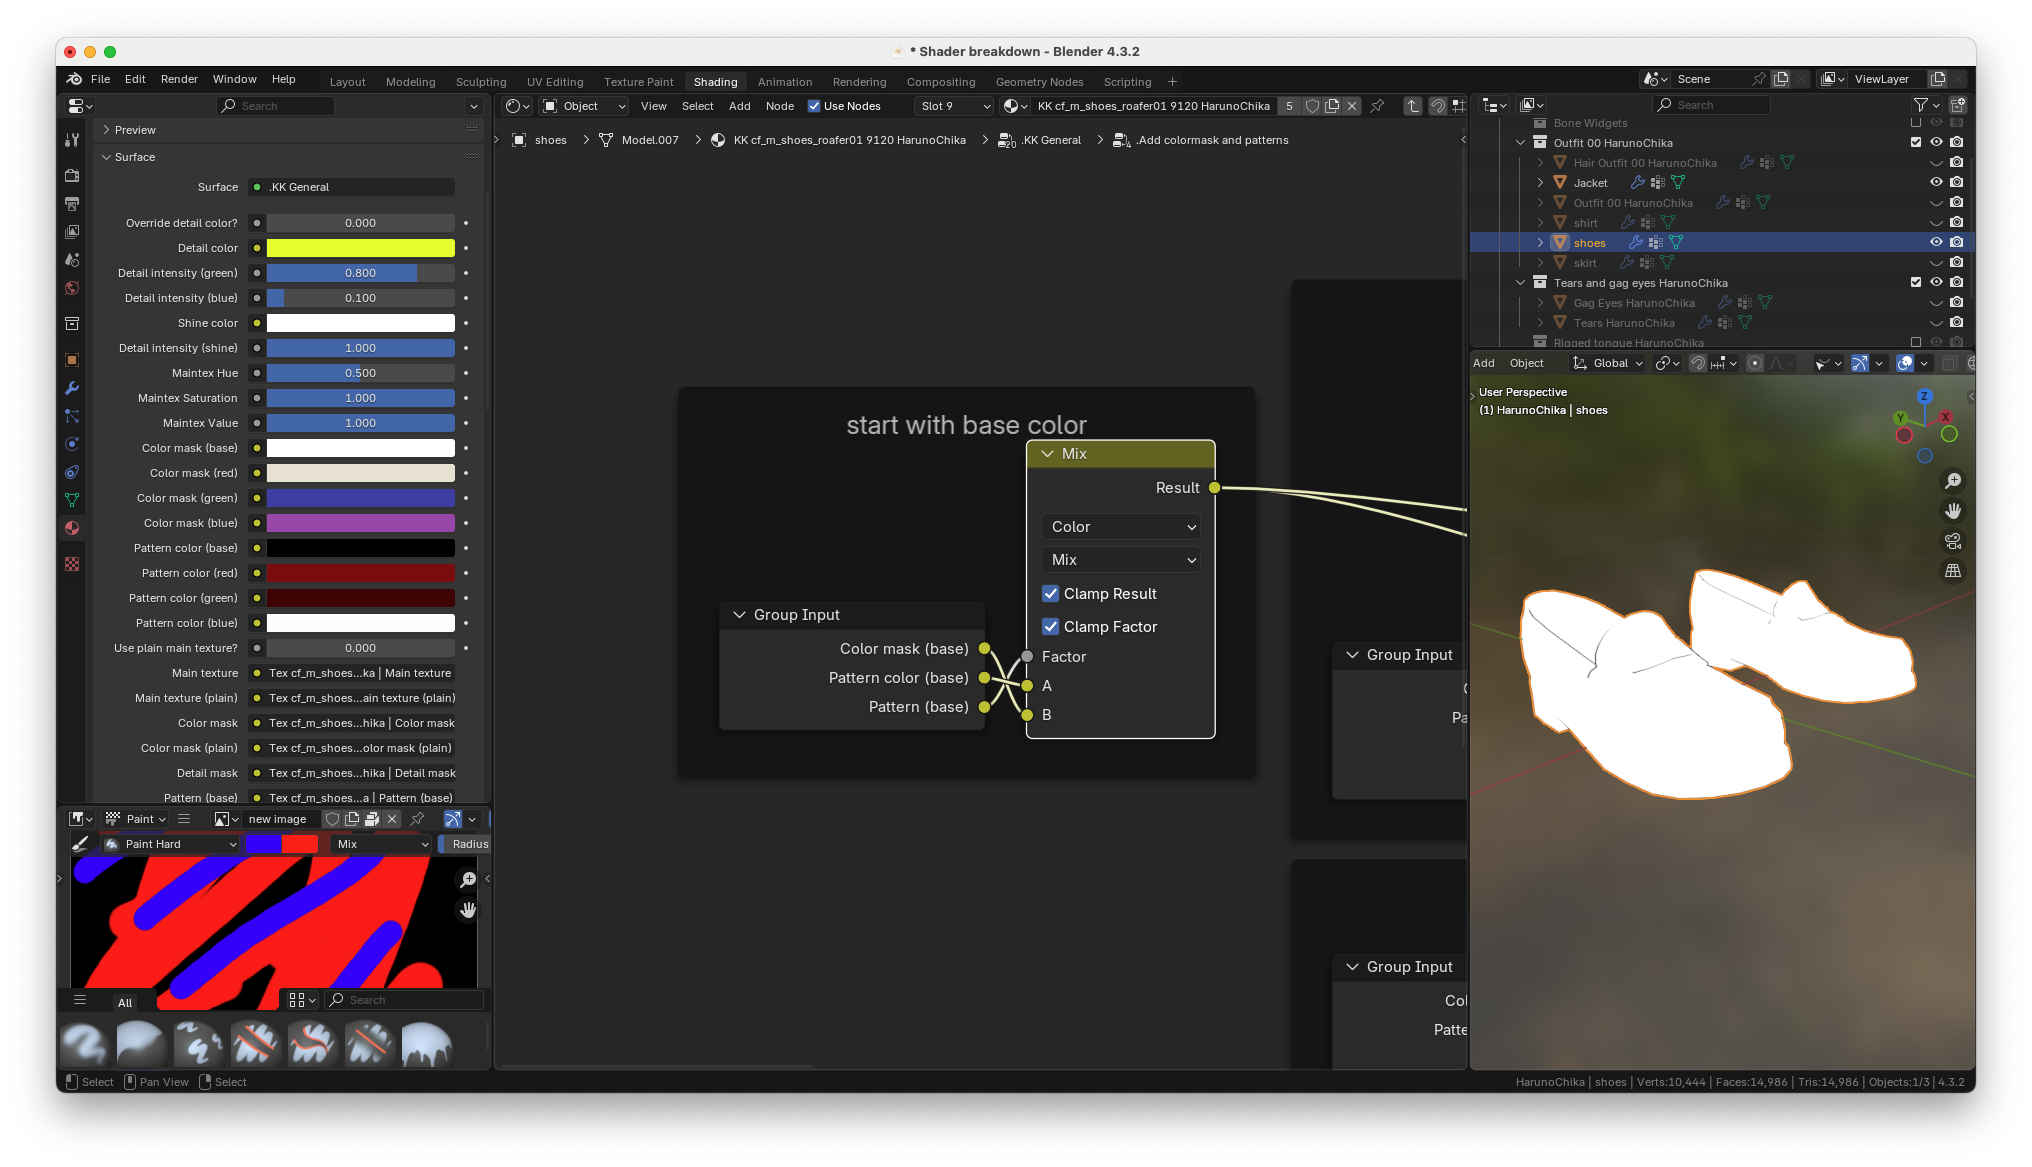 * Shader breakdown - Blender 4.3.2
File Edit Render Window Help
Layout Modeling Sculpting UV Editing Texture Paint Shading Animation Rendering Compositing Geometry Nodes Scripting +
Scene
ViewLayer
Search
Object View Select Add Node Use Nodes Slot 9 KK cf_m_shoes_roafer01 9120 HarunoChika 5
Search
Preview
Surface
Surface .KK General
Override detail color? 0.000
Detail color
Detail intensity (green) 0.800
Detail intensity (blue) 0.100
Shine color
Detail intensity (shine) 1.000
Maintex Hue 0.500
Maintex Saturation 1.000
Maintex Value 1.000
Color mask (base)
Color mask (red)
Color mask (green)
Color mask (blue)
Pattern color (base)
Pattern color (red)
Pattern color (green)
Pattern color (blue)
Use plain main texture? 0.000
Main texture Tex cf_m_shoes...ka | Main texture
Main texture (plain) Tex cf_m_shoes...ain texture (plain)
Color mask Tex cf_m_shoes...hika | Color mask
Color mask (plain) Tex cf_m_shoes...olor mask (plain)
Detail mask Tex cf_m_shoes...hika | Detail mask
Pattern (base) Tex cf_m_shoes...a | Pattern (base)
Paint new image
Paint Hard Mix Radius
All Search
shoes Model.007 KK cf_m_shoes_roafer01 9120 HarunoChika 20 .KK General 4 .Add colormask and patterns
start with base color
Mix
Result
Color
Mix
Clamp Result
Clamp Factor
Factor
A
B
Group Input
Color mask (base)
Pattern color (base)
Pattern (base)
Group Input
C
Pa
Group Input
Col
Patte
Bone Widgets
Outfit 00 HarunoChika
Hair Outfit 00 HarunoChika
Jacket
Outfit 00 HarunoChika
shirt
shoes
skirt
Tears and gag eyes HarunoChika
Gag Eyes HarunoChika
Tears HarunoChika
Rigged tongue HarunoChika
Add Object Global
User Perspective
(1) HarunoChika | shoes
Z
Y
X
Select Pan View Select
HarunoChika | shoes | Verts:10,444 | Faces:14,986 | Tris:14,986 | Objects:1/3 | 4.3.2